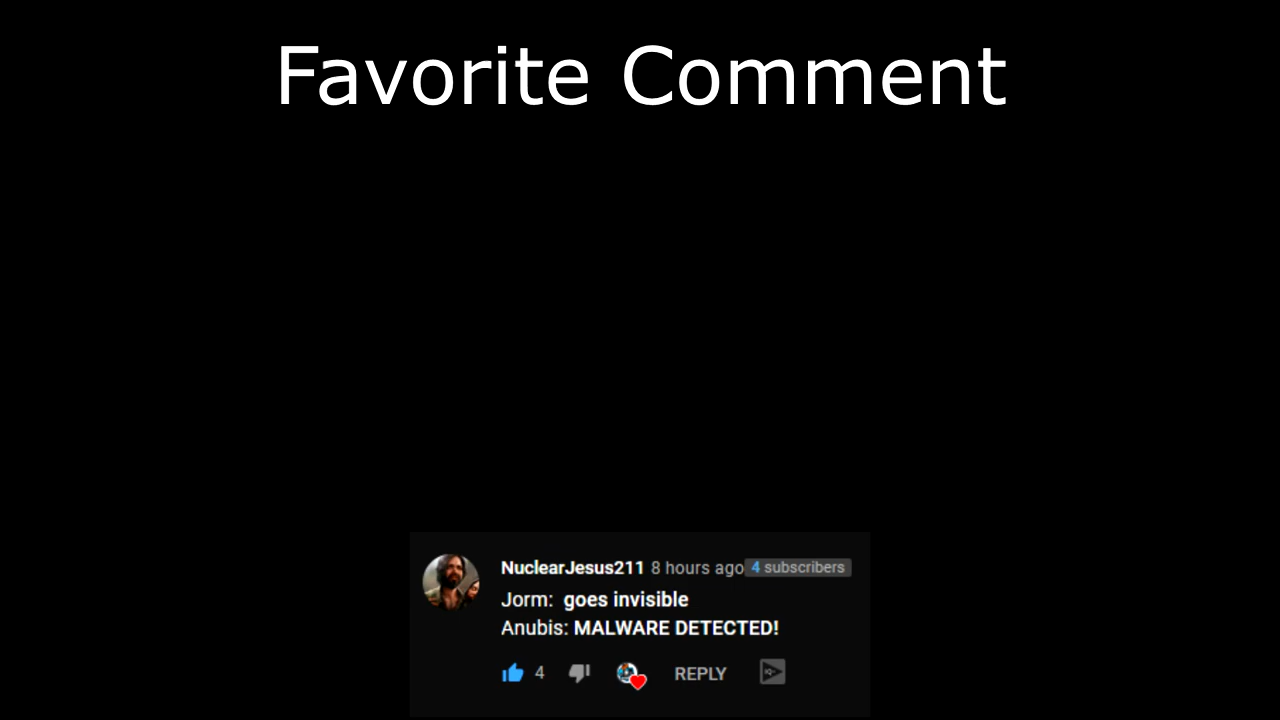 Favorite Comment
NuclearJesus211 8 hours ago 4 subscribers
Jorm: goes invisible
Anubis: MALWARE DETECTED!
4 REPLY